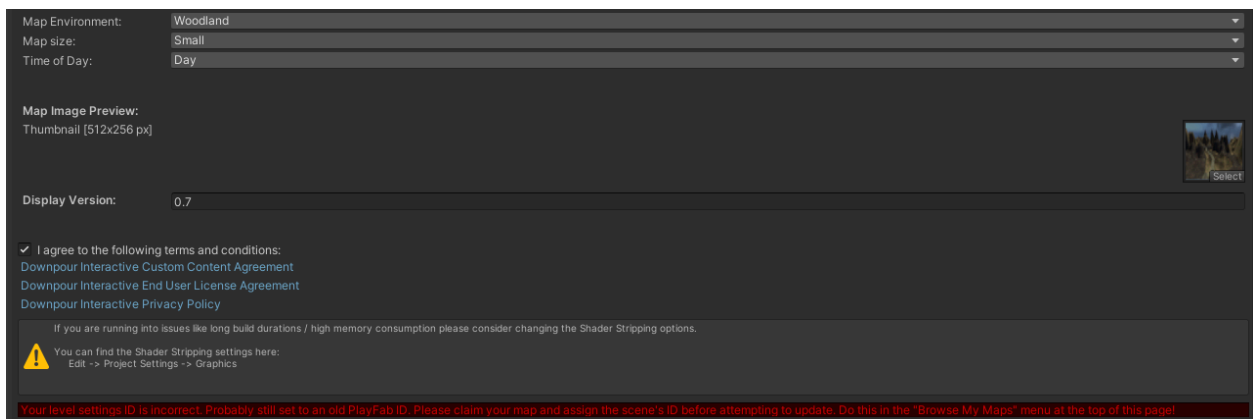 Map Environment: Woodland
Map size: Small
Time of Day: Day
Map Image Preview:
Thumbnail [512x256 px]
Select
Display Version: 0.7
I agree to the following terms and conditions:
Downpour Interactive Custom Content Agreement
Downpour Interactive End User License Agreement
Downpour Interactive Privacy Policy
If you are running into issues like long build durations / high memory consumption please consider changing the Shader Stripping options.
You can find the Shader Stripping settings here:
Edit -> Project Settings -> Graphics
Your level settings ID is incorrect. Probably still set to an old PlayFab ID. Please claim your map and assign the scene's ID before attempting to update. Do this in the "Browse My Maps" menu at the top of this page!